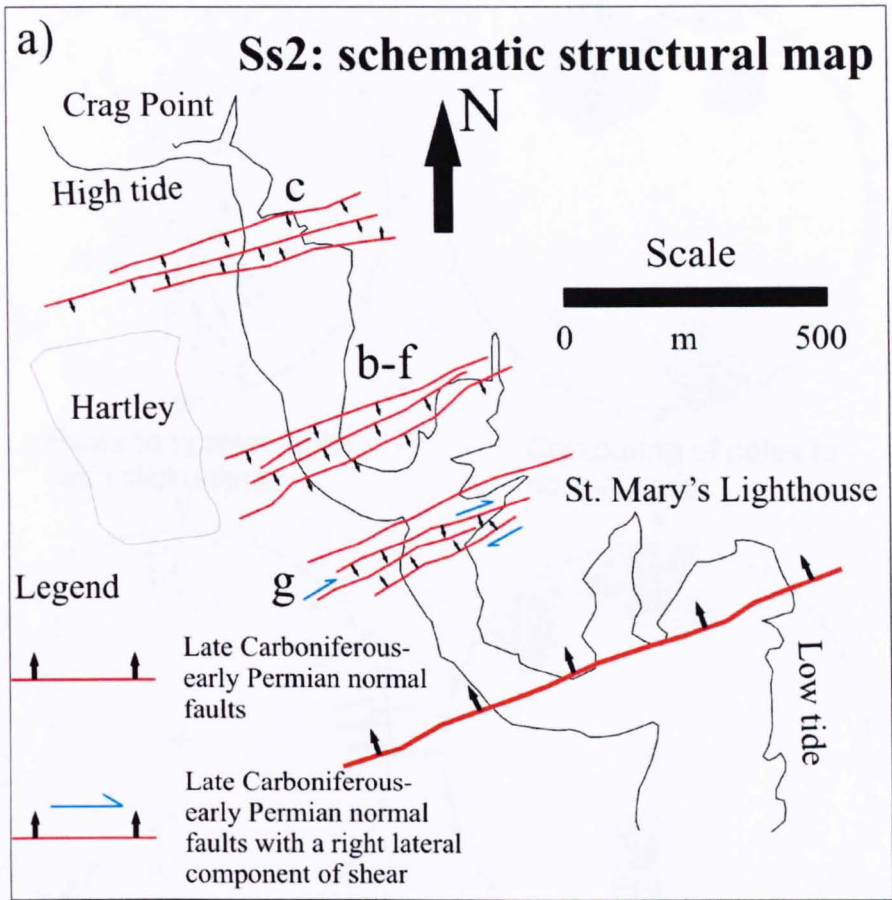 a)
Ss2: schematic structural map
Crag Point
N
High tide
c
Scale
0 m 500
b-f
Hartley
St. Mary's Lighthouse
g
Legend
Late Carboniferous-
early Permian normal
faults
Low tide
Late Carboniferous-
early Permian normal
faults with a right lateral
component of shear